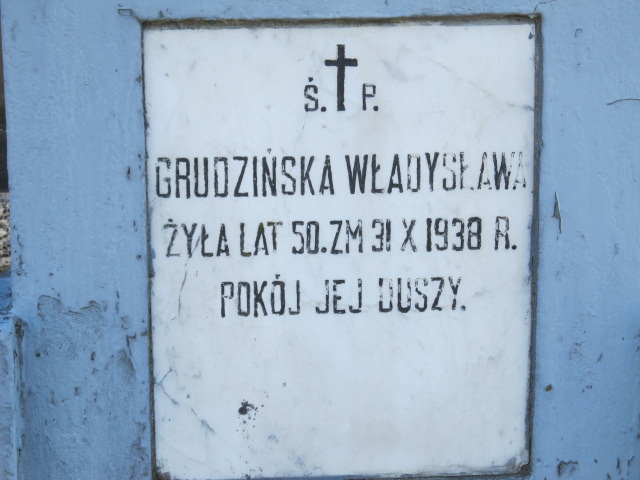 Ś. P.
GRUDZIŃSKA WŁADYSŁAWA
ŻYŁA LAT 50. ZM 31 X 1938 R.
POKÓJ JEJ DUSZY.